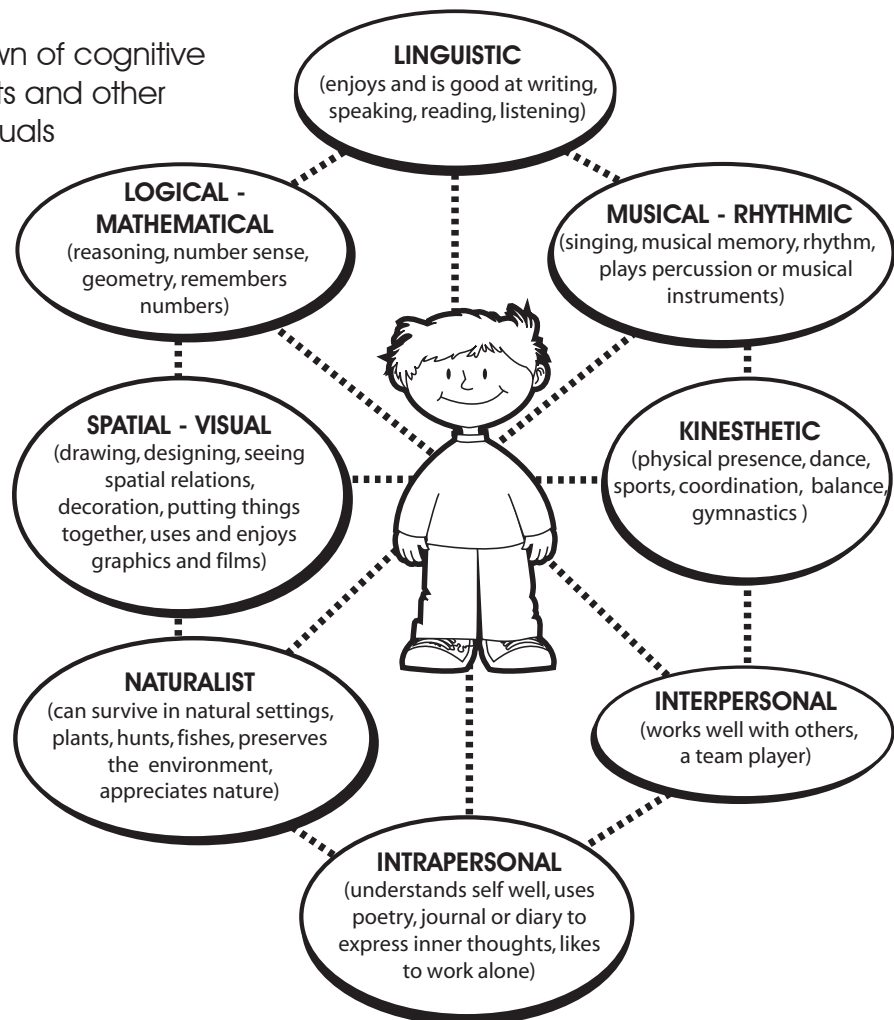 wn of cognitive
ts and other
uals
LINGUISTIC
(enjoys and is good at writing,
speaking, reading, listening)
LOGICAL -
MATHEMATICAL
(reasoning, number sense,
geometry, remembers
numbers)
MUSICAL - RHYTHMIC
(singing, musical memory, rhythm,
plays percussion or musical
instruments)
SPATIAL - VISUAL
(drawing, designing, seeing
spatial relations,
decoration, putting things
together, uses and enjoys
graphics and films)
KINESTHETIC
(physical presence, dance,
sports, coordination, balance,
gymnastics )
NATURALIST
(can survive in natural settings,
plants, hunts, fishes, preserves
the environment,
appreciates nature)
INTERPERSONAL
(works well with others,
a team player)
INTRAPERSONAL
(understands self well, uses
poetry, journal or diary to
express inner thoughts, likes
to work alone)